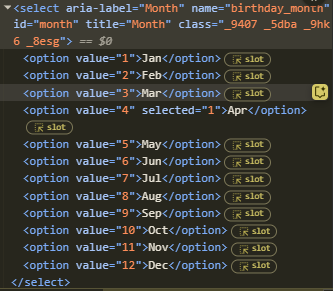 <select aria-label="Month" name="birthday_month"
id="month" title="Month" class="_9407 _5dba _9hk
6 _8esg"> == $0
<option value="1">Jan</option> slot
<option value="2">Feb</option> slot
<option value="3">Mar</option> slot
<option value="4" selected="1">Apr</option>
slot
<option value="5">May</option> slot
<option value="6">Jun</option> slot
<option value="7">Jul</option> slot
<option value="8">Aug</option> slot
<option value="9">Sep</option> slot
<option value="10">Oct</option> slot
<option value="11">Nov</option> slot
<option value="12">Dec</option> slot
</select>